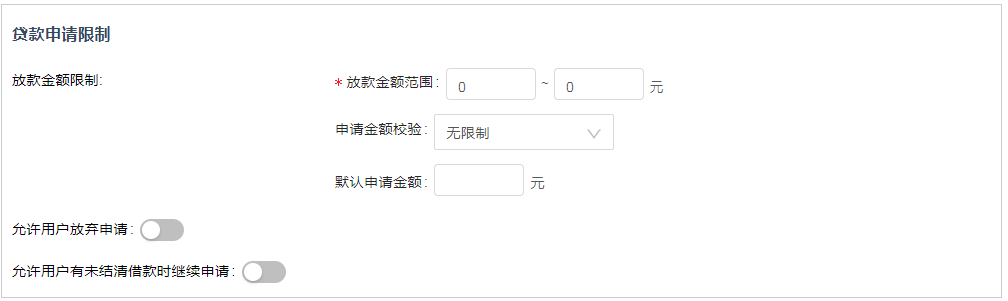 贷款申请限制
放款金额限制:
* 放款金额范围: 0 ~ 0 元
申请金额校验: 无限制
默认申请金额: 元
允许用户放弃申请:
允许用户有未结清借款时继续申请: